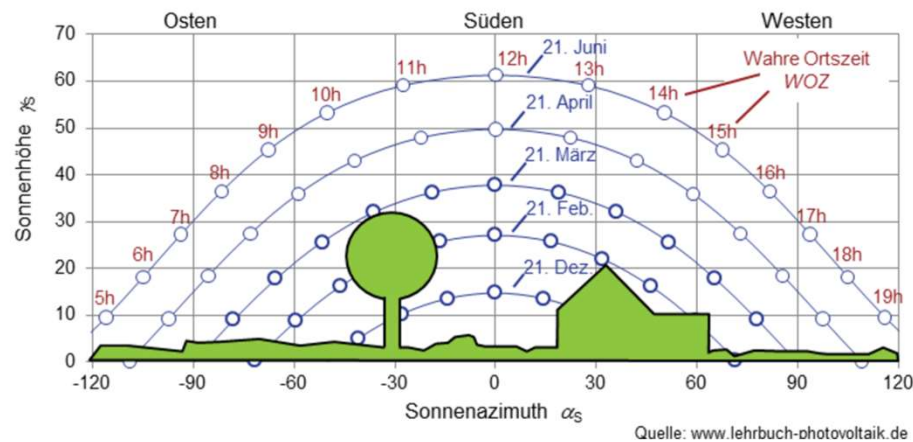 Osten Süden Westen
70
60
50
40
30
20
10
0
Sonnenhöhe γS
5h
6h
7h
8h
9h
10h
11h
12h
13h
14h
15h
16h
17h
18h
19h
21. Juni
21. April
21. März
21. Feb.
21. Dez.
Wahre Ortszeit
WOZ
-120 -90 -60 -30 0 30 60 90 120
Sonnenazimuth αS
Quelle: www.lehrbuch-photovoltaik.de